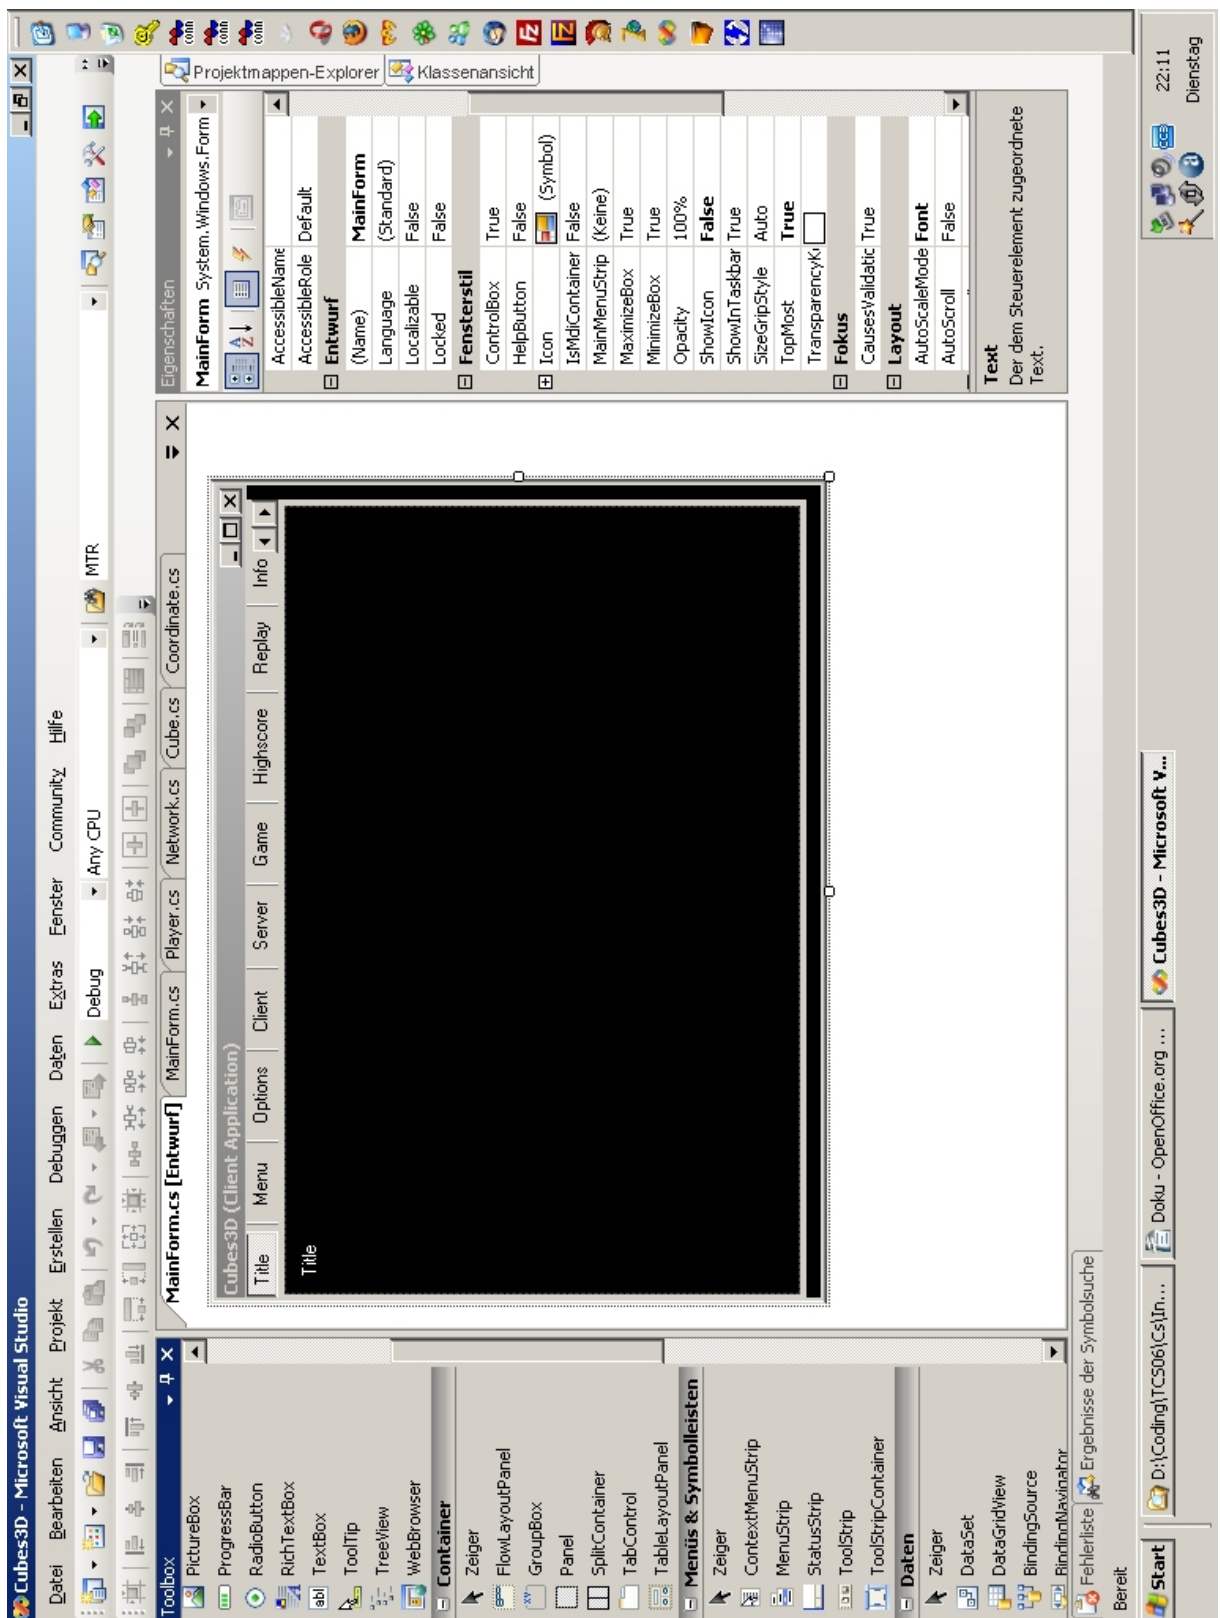 Cubes3D - Microsoft Visual Studio
Datei Bearbeiten Ansicht Projekt Erstellen Debuggen Daten Extras Fenster Community Hilfe
Debug Any CPU MTR
Toolbox
PictureBox
ProgressBar
RadioButton
RichTextBox
TextBox
ToolTip
TreeView
WebBrowser
Container
Zeiger
FlowLayoutPanel
GroupBox
Panel
SplitContainer
TabControl
TableLayoutPanel
Menüs & Symbolleisten
Zeiger
ContextMenuStrip
MenuStrip
StatusStrip
ToolStrip
ToolStripContainer
Daten
Zeiger
DataSet
DataGridView
BindingSource
BindingNavigator
MainForm.cs [Entwurf] MainForm.cs Player.cs Network.cs Cube.cs Coordinate.cs
Cubes3D (Client Application)
Title Menu Options Client Server Game Highscore Replay Info
Title
Eigenschaften
MainForm System.Windows.Form
AccessibleName
AccessibleRole Default
Entwurf
(Name) MainForm
Language (Standard)
Localizable False
Locked False
Fensterstil
ControlBox True
HelpButton False
Icon (Symbol)
IsMdiContainer False
MainMenuStrip (Keine)
MaximizeBox True
MinimizeBox True
Opacity 100%
ShowIcon False
ShowInTaskbar True
SizeGripStyle Auto
TopMost True
TransparencyK
Fokus
CausesValidatic True
Layout
AutoScaleMode Font
AutoScroll False
Text
Der dem Steuerelement zugeordnete
Text.
Projektmappen-Explorer Klassenansicht
Fehlerliste Ergebnisse der Symbolsuche
Bereit
Start D:\Coding\TCS06\Cs\In... Doku - OpenOffice.org ... Cubes3D - Microsoft V... 22:11
Dienstag